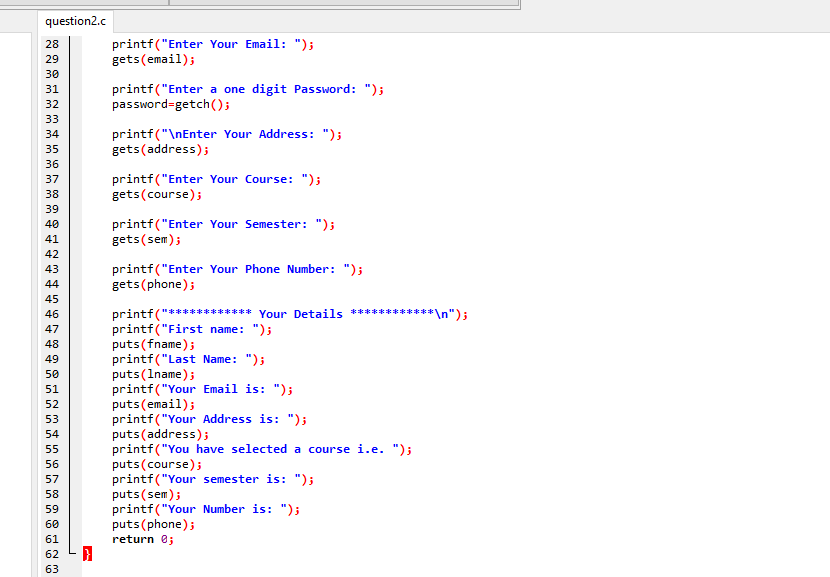 question2.c
28 printf("Enter Your Email: ");
29 gets(email);
30
31 printf("Enter a one digit Password: ");
32 password=getch();
33
34 printf("\nEnter Your Address: ");
35 gets(address);
36
37 printf("Enter Your Course: ");
38 gets(course);
39
40 printf("Enter Your Semester: ");
41 gets(sem);
42
43 printf("Enter Your Phone Number: ");
44 gets(phone);
45
46 printf("************ Your Details ************\n");
47 printf("First name: ");
48 puts(fname);
49 printf("Last Name: ");
50 puts(lname);
51 printf("Your Email is: ");
52 puts(email);
53 printf("Your Address is: ");
54 puts(address);
55 printf("You have selected a course i.e. ");
56 puts(course);
57 printf("Your semester is: ");
58 puts(sem);
59 printf("Your Number is: ");
60 puts(phone);
61 return 0;
62 }
63